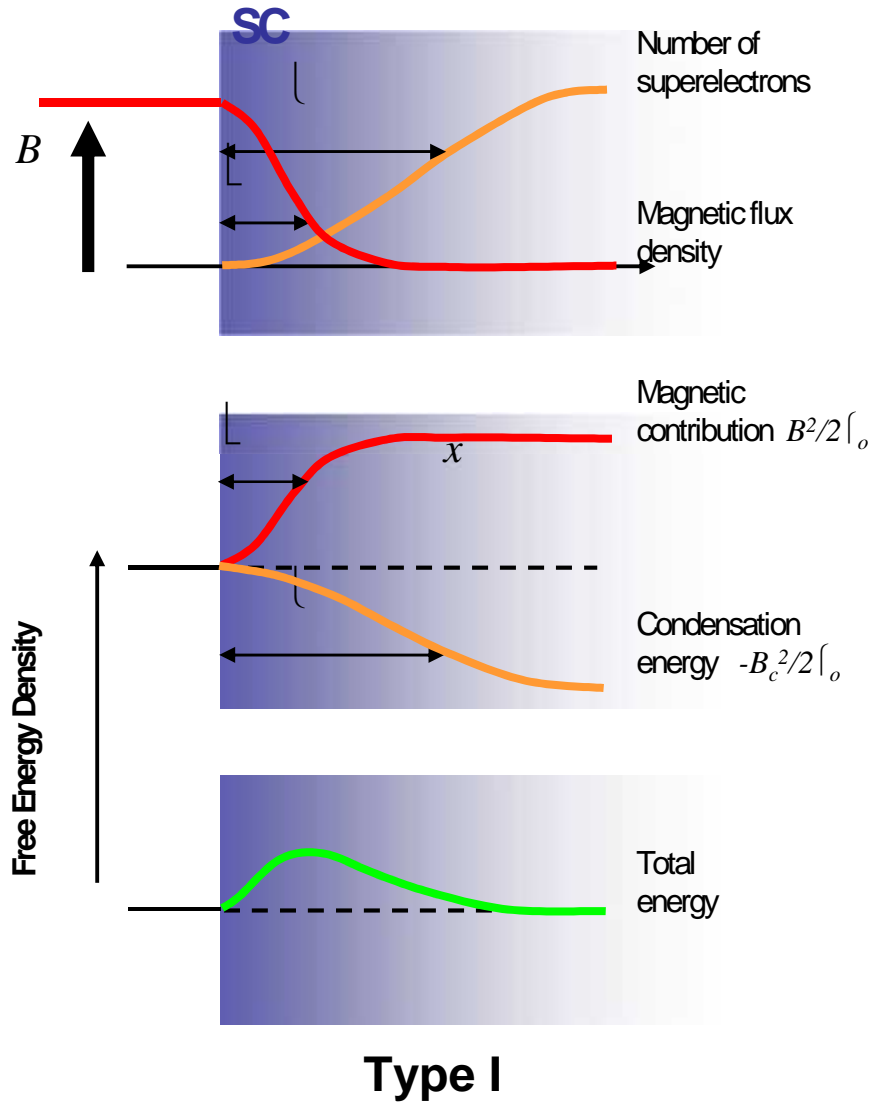 SC
Number of
superelectrons
B
Magnetic flux
density
Magnetic
contribution B²/2⌠ₒ
x
Condensation
energy -B_c²/2⌠ₒ
Free Energy Density
Total
energy
Type I